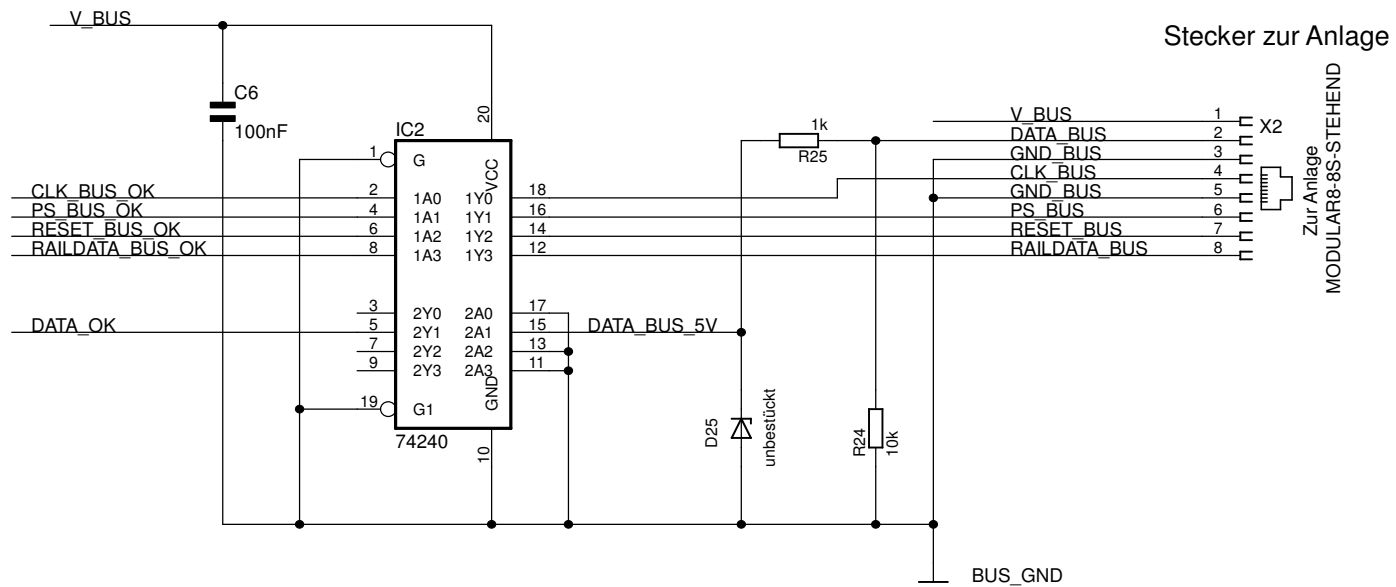 V_BUS
Stecker zur Anlage
C6
100nF
20
IC2
1
G
VCC
1k
R25
V_BUS
1
X2
DATA_BUS
2
GND_BUS
3
CLK_BUS
4
GND_BUS
5
PS_BUS
6
RESET_BUS
7
RAILDATA_BUS
8
Zur Anlage
MODULAR8-8S-STEHEND
CLK_BUS_OK
2
1A0
1Y0
18
PS_BUS_OK
4
1A1
1Y1
16
RESET_BUS_OK
6
1A2
1Y2
14
RAILDATA_BUS_OK
8
1A3
1Y3
12
3
2Y0
2A0
17
DATA_OK
5
2Y1
2A1
15
DATA_BUS_5V
7
2Y2
2A2
13
9
2Y3
2A3
11
GND
19
G1
74240
10
D25
unbestückt
R24
10k
BUS_GND